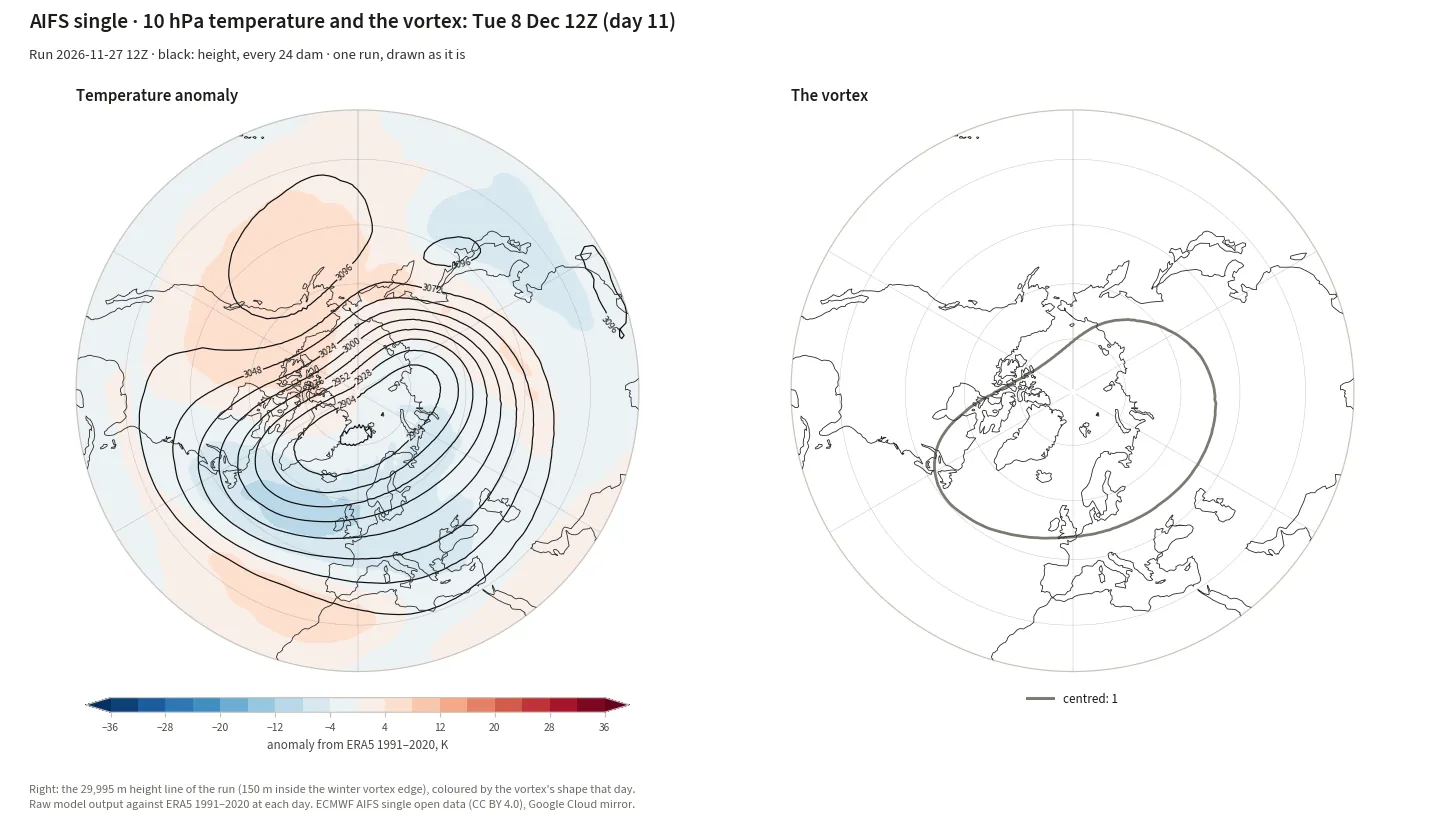 AIFS single · 10 hPa temperature and the vortex: Tue 8 Dec 12Z (day 11)
Run 2026-11-27 12Z · black: height, every 24 dam · one run, drawn as it is
Temperature anomaly
The vortex
3096
3096
3072
3096
3024
3000
3048
2952
2928
2904
−36
−28
−20
−12
−4
4
12
20
28
36
anomaly from ERA5 1991–2020, K
centred: 1
Right: the 29,995 m height line of the run (150 m inside the winter vortex edge), coloured by the vortex's shape that day.
Raw model output against ERA5 1991–2020 at each day. ECMWF AIFS single open data (CC BY 4.0), Google Cloud mirror.